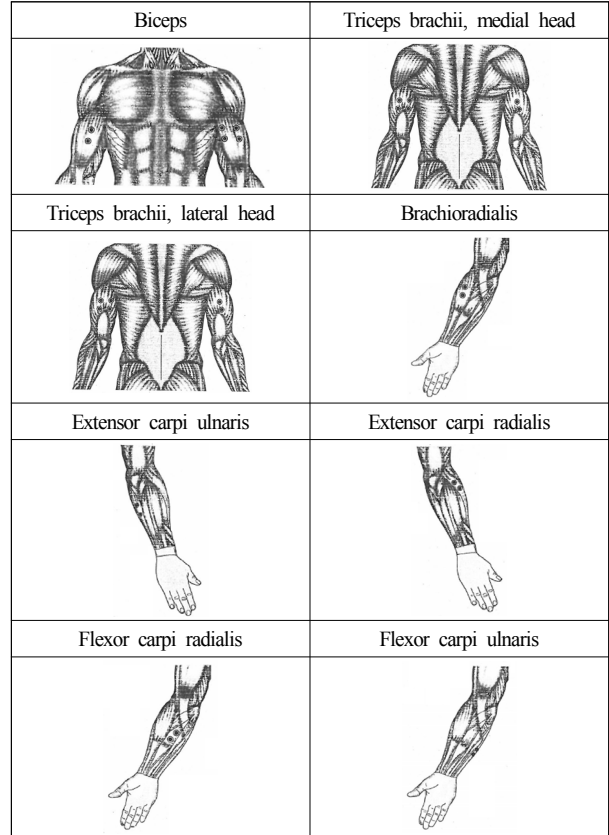 Biceps
Triceps brachii, medial head
Triceps brachii, lateral head
Brachioradialis
Extensor carpi ulnaris
Extensor carpi radialis
Flexor carpi radialis
Flexor carpi ulnaris